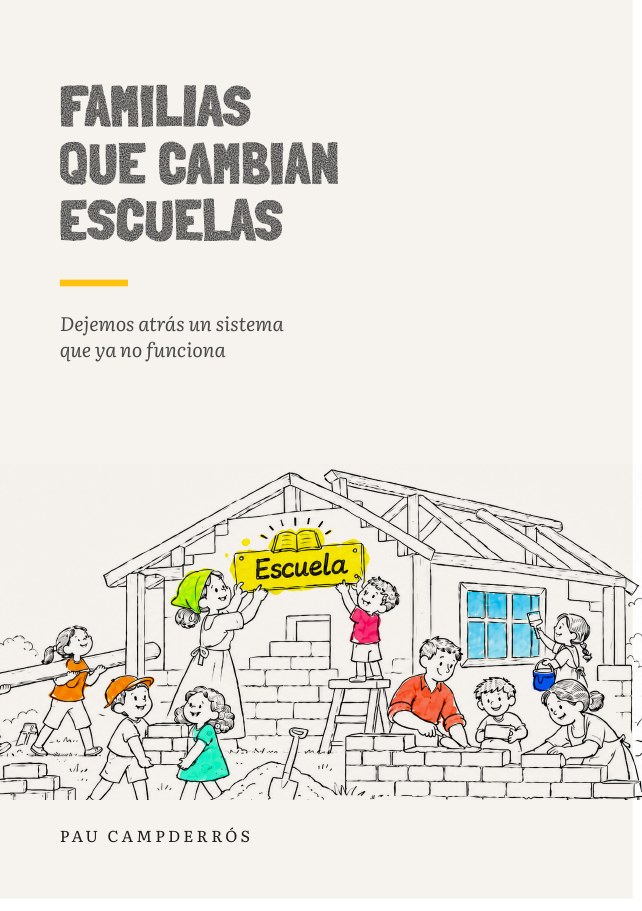 FAMILIAS
QUE CAMBIAN
ESCUELAS
Dejemos atrás un sistema
que ya no funciona
Escuela
PAU CAMPDERRÓS